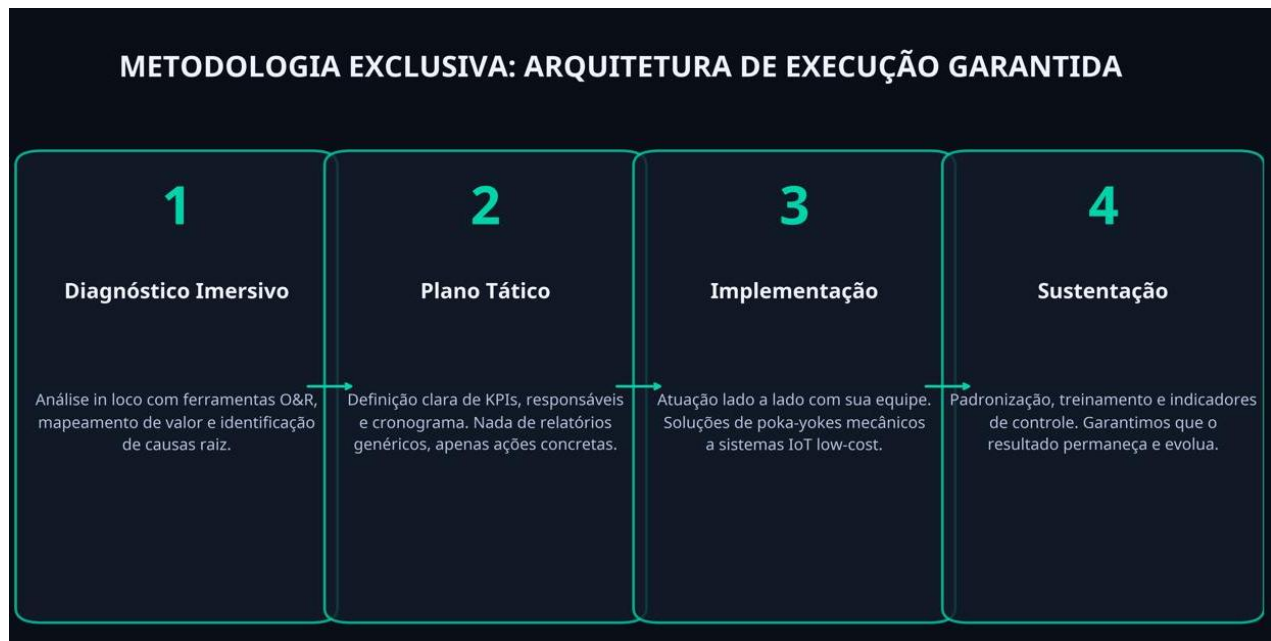 METODOLOGIA EXCLUSIVA: ARQUITETURA DE EXECUÇÃO GARANTIDA
1
Diagnóstico Imersivo
Análise in loco com ferramentas O&R,
mapeamento de valor e identificação
de causas raiz.
2
Plano Tático
Definição clara de KPIs, responsáveis
e cronograma. Nada de relatórios
genéricos, apenas ações concretas.
3
Implementação
Atuação lado a lado com sua equipe.
Soluções de poka-yokes mecânicos
a sistemas IoT low-cost.
4
Sustentação
Padronização, treinamento e indicadores
de controle. Garantimos que o
resultado permaneça e evolua.